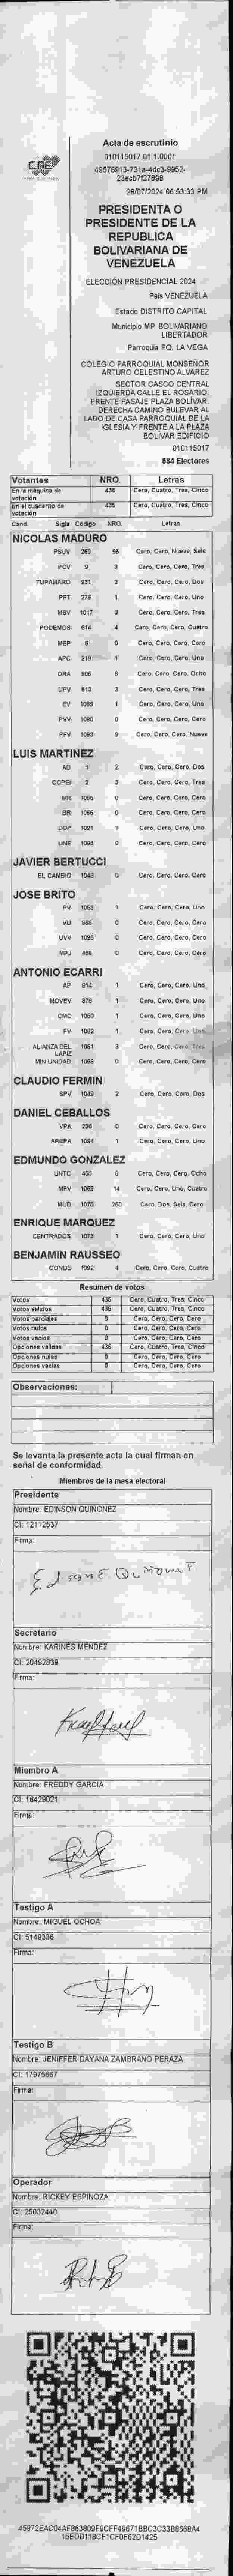 Acta de escrutinio
010115017.01.1.0001
28/07/2024 06:53:33 PM
PRESIDENTA O
PRESIDENTE DE LA
REPUBLICA
BOLIVARIANA DE
VENEZUELA
ELECCIÓN PRESIDENCIAL 2024
País VENEZUELA
Estado DISTRITO CAPITAL
Municipio MP. BOLIVARIANO
LIBERTADOR
Parroquia PQ. LA VEGA
COLEGIO PARROQUIAL MONSEÑOR
ARTURO CELESTINO ALVAREZ
SECTOR CASCO CENTRAL
IZQUIERDA CALLE EL ROSARIO.
FRENTE PASAJE PLAZA BOLÍVAR.
DERECHA CAMINO BULEVAR AL
LADO DE CASA PARROQUIAL DE LA
IGLESIA Y FRENTE A LA PLAZA
BOLÍVAR EDIFICIO
010115017
684 Electores
Votantes NRO. Letras
En la máquina de votación 435 Cero, Cuatro, Tres, Cinco
En el cuaderno de votación 435 Cero, Cuatro, Tres, Cinco
Cand. Sigla Código NRO. Letras
NICOLAS MADURO
PSUV 269 96 Cero, Cero, Nueve, Seis
PCV 9 3 Cero, Cero, Cero, Tres
TUPAMARO 931 2 Cero, Cero, Cero, Dos
PPT 276 1 Cero, Cero, Cero, Uno
MSV 1017 3 Cero, Cero, Cero, Tres
PODEMOS 514 4 Cero, Cero, Cero, Cuatro
MEP 6 0 Cero, Cero, Cero, Cero
APC 219 1 Cero, Cero, Cero, Uno
ORA 906 8 Cero, Cero, Cero, Ocho
UPV 613 3 Cero, Cero, Cero, Tres
EV 1089 1 Cero, Cero, Cero, Uno
PVV 1090 0 Cero, Cero, Cero, Cero
PFV 1093 9 Cero, Cero, Cero, Nueve
LUIS MARTINEZ
AD 1 2 Cero, Cero, Cero, Dos
COPEI 3 Cero, Cero, Cero, Tres
MR 1065 0 Cero, Cero, Cero, Cero
BR 1066 0 Cero, Cero, Cero, Cero
DDP 1091 1 Cero, Cero, Cero, Uno
UNE 1096 0 Cero, Cero, Cero, Cero
JAVIER BERTUCCI
EL CAMBIO 1048 0 Cero, Cero, Cero, Cero
JOSE BRITO
PV 1053 1 Cero, Cero, Cero, Uno
VU 968 0 Cero, Cero, Cero, Cero
UVV 0 Cero, Cero, Cero, Cero
MPJ 468 0 Cero, Cero, Cero, Cero
ANTONIO ECARRI
AP 814 1 Cero, Cero, Cero, Uno
MOVEV 878 1 Cero, Cero, Cero, Uno
CMC 1060 1 Cero, Cero, Cero, Uno
FV 1062 1 Cero, Cero, Cero, Uno
ALIANZA DEL LAPIZ 1051 3 Cero, Cero, Cero, Tres
MIN UNIDAD 1088 0 Cero, Cero, Cero, Cero
CLAUDIO FERMIN
SPV 1049 2 Cero, Cero, Cero, Dos
DANIEL CEBALLOS
VPA 236 0 Cero, Cero, Cero, Cero
AREPA 1094 1 Cero, Cero, Cero, Uno
EDMUNDO GONZALEZ
UNTC 460 8 Cero, Cero, Cero, Ocho
MPV 1069 14 Cero, Cero, Uno, Cuatro
MUD 1075 260 Cero, Dos, Seis, Cero
ENRIQUE MARQUEZ
CENTRADOS 1073 1 Cero, Cero, Cero, Uno
BENJAMIN RAUSSEO
CONDE 1092 4 Cero, Cero, Cero, Cuatro
Resumen de votos
Votos 435 Cero, Cuatro, Tres, Cinco
Votos validos 435 Cero, Cuatro, Tres, Cinco
Votos parciales 0 Cero, Cero, Cero, Cero
Votos nulos 0 Cero, Cero, Cero, Cero
Votos vacios 0 Cero, Cero, Cero, Cero
Opciones validas 435 Cero, Cuatro, Tres, Cinco
Opciones nulas 0 Cero, Cero, Cero, Cero
Opciones vacias 0 Cero, Cero, Cero, Cero
Observaciones:
Se levanta la presente acta la cual firman en
señal de conformidad.
Miembros de la mesa electoral
Presidente
Nombre: EDINSON QUIÑONEZ
CI: 12112537
Firma:
Secretario
Nombre: KARINES MENDEZ
CI: 20492839
Firma:
Miembro A
Nombre: FREDDY GARCIA
CI: 16429021
Firma:
Testigo A
Nombre: MIGUEL OCHOA
CI: 5149336
Firma:
Testigo B
Nombre: JENIFFER DAYANA ZAMBRANO PERAZA
CI: 17975667
Firma:
Operador
Nombre: RICKEY ESPINOZA
CI: 25032440
Firma: